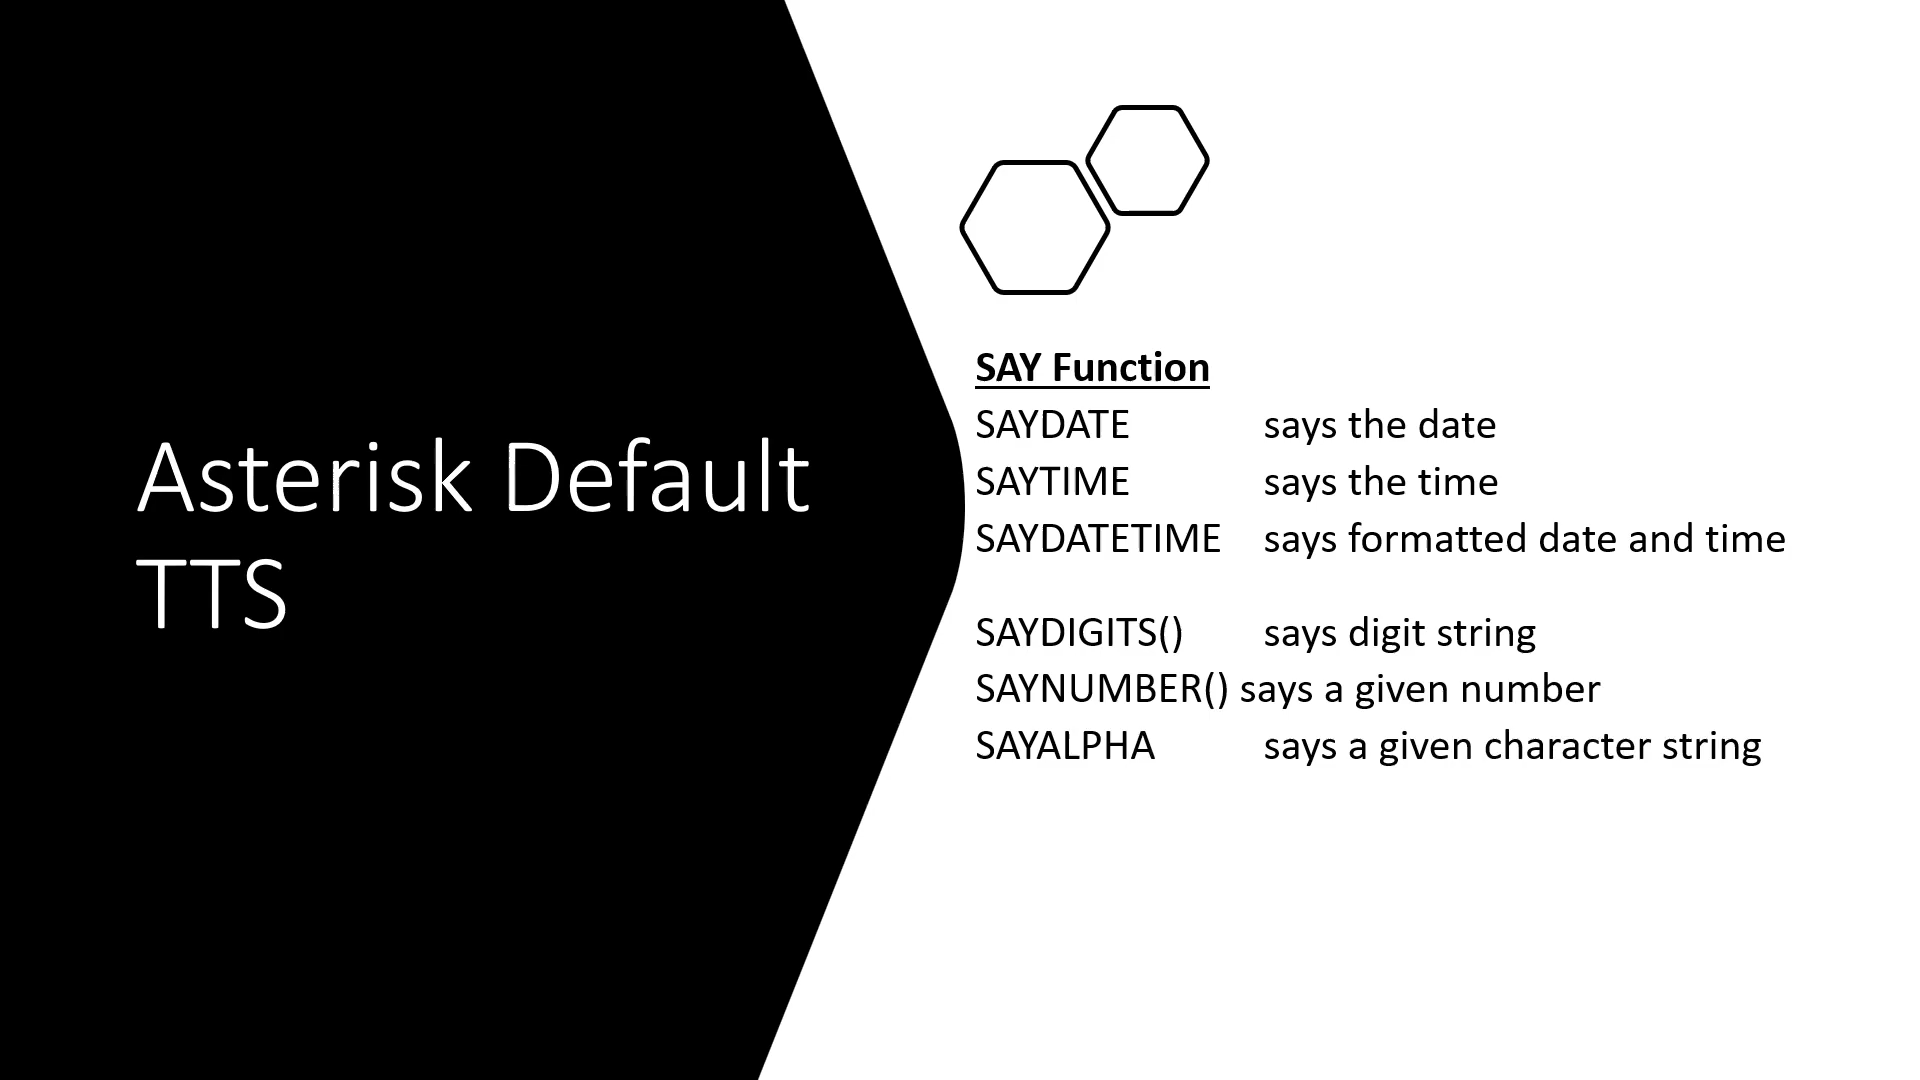 Asterisk Default
TTS
SAY Function
SAYDATE says the date
SAYTIME says the time
SAYDATETIME says formatted date and time
SAYDIGITS() says digit string
SAYNUMBER() says a given number
SAYALPHA says a given character string